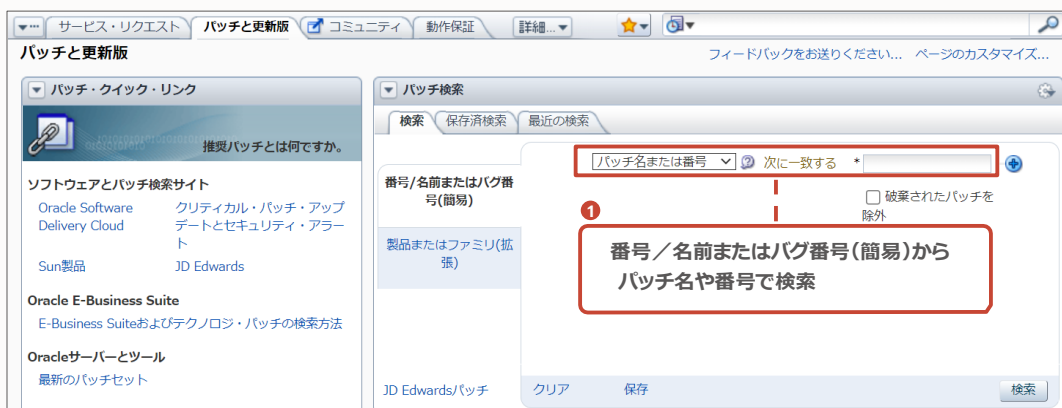 サービス・リクエスト パッチと更新版 コミュニティ 動作保証 詳細...
パッチと更新版
フィードバックをお送りください... ページのカスタマイズ...
パッチ・クイック・リンク
推奨パッチとは何ですか。
ソフトウェアとパッチ検索サイト
Oracle Software
Delivery Cloud
クリティカル・パッチ・アップ
デートとセキュリティ・アラー
ト
Sun製品
JD Edwards
Oracle E-Business Suite
E-Business Suiteおよびテクノロジ・パッチの検索方法
Oracleサーバーとツール
最新のパッチセット
パッチ検索
検索 保存済検索 最近の検索
番号/名前またはバグ番
号(簡易)
製品またはファミリ(拡
張)
JD Edwardsパッチ
パッチ名または番号 次に一致する *
破棄されたパッチを
除外
1
番号/名前またはバグ番号(簡易)から
パッチ名や番号で検索
クリア 保存 検索